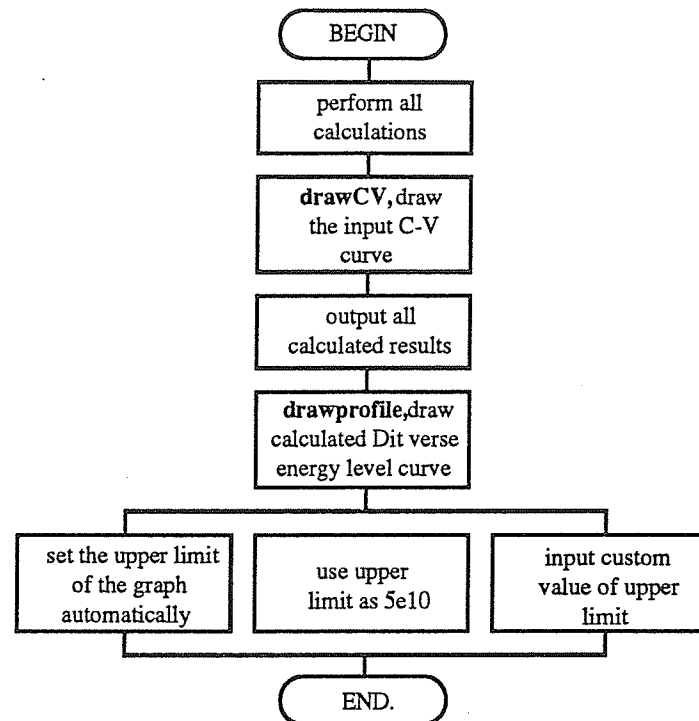 BEGIN
perform all
calculations
drawCV, draw
the input C-V
curve
output all
calculated results
drawprofile,draw
calculated Dit verse
energy level curve
set the upper limit
of the graph
automatically
use upper
limit as 5e10
input custom
value of upper
limit
END.